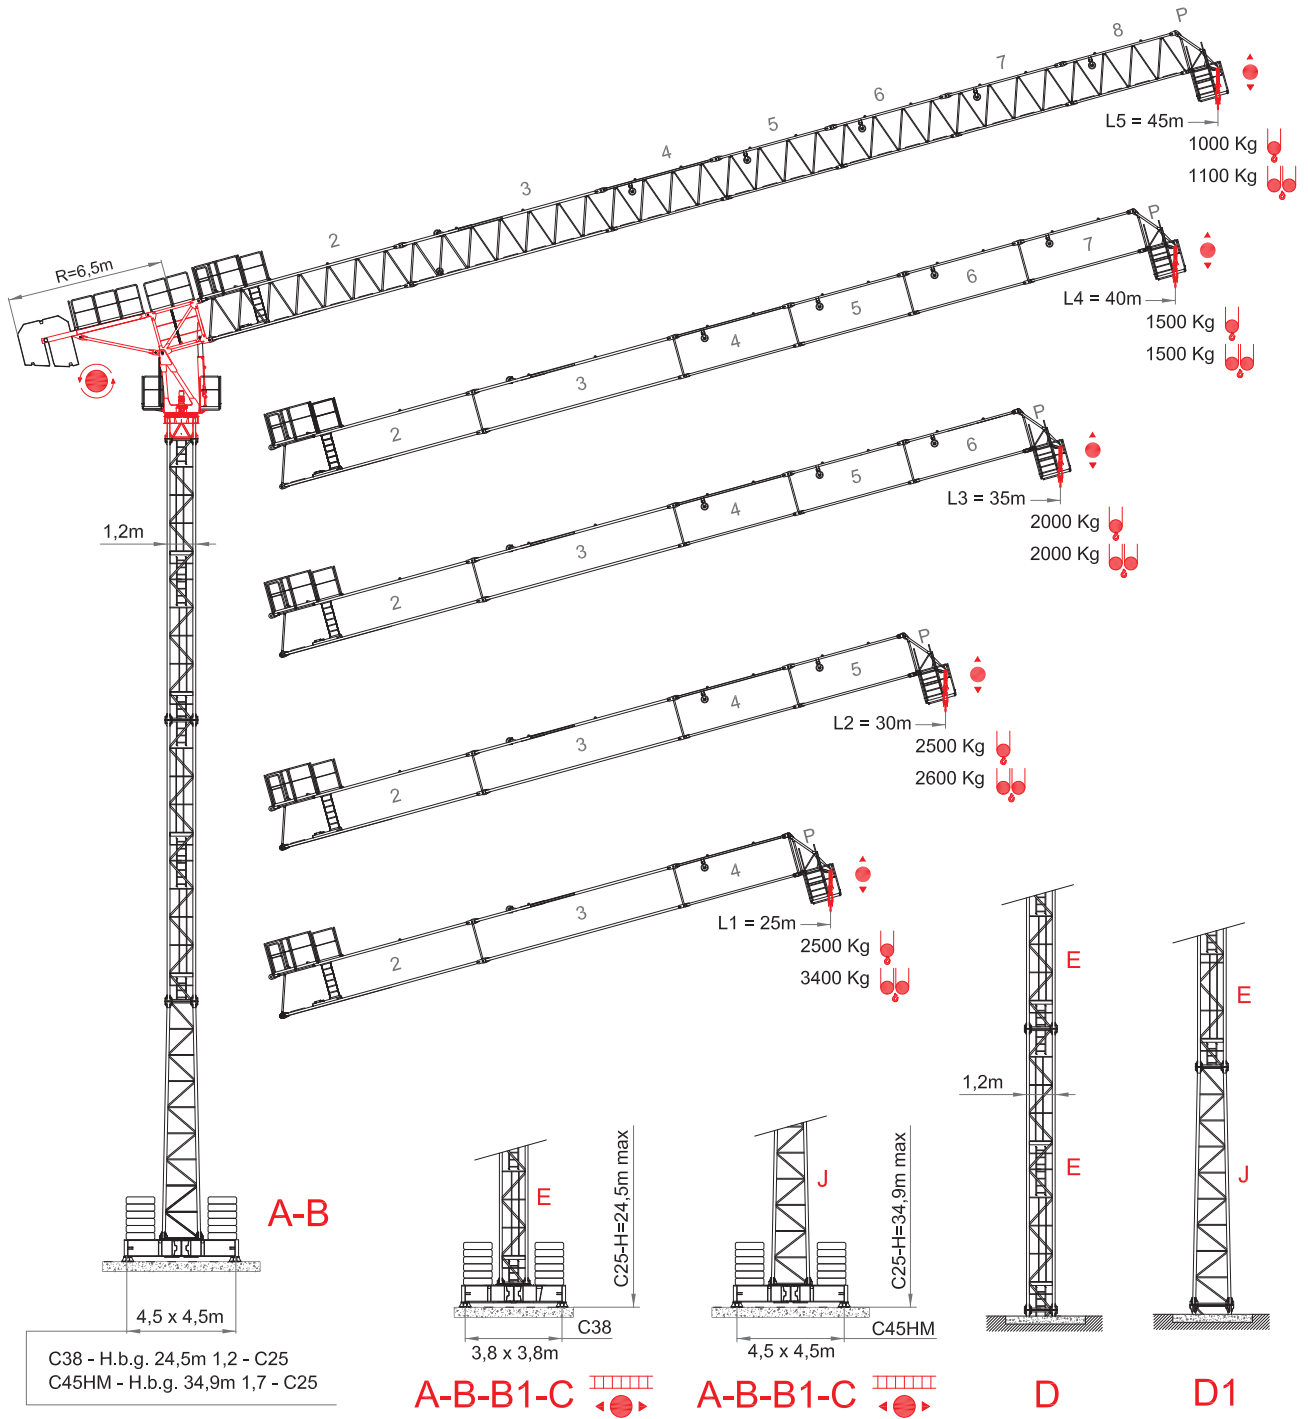 P
8
7
6
5
4
3
2
R=6,5m
L5 = 45m
1000 Kg
1100 Kg
P
7
6
5
4
3
2
L4 = 40m
1500 Kg
1500 Kg
1,2m
P
6
5
4
3
2
L3 = 35m
2000 Kg
2000 Kg
P
5
4
3
2
L2 = 30m
2500 Kg
2600 Kg
P
4
3
2
L1 = 25m
2500 Kg
3400 Kg
A-B
4,5 x 4,5m
C38 - H.b.g. 24,5m 1,2 - C25
C45HM - H.b.g. 34,9m 1,7 - C25
E
C25-H=24,5m max
C38
3,8 x 3,8m
A-B-B1-C
J
C25-H=34,9m max
C45HM
4,5 x 4,5m
A-B-B1-C
E
1,2m
E
D
E
J
D1